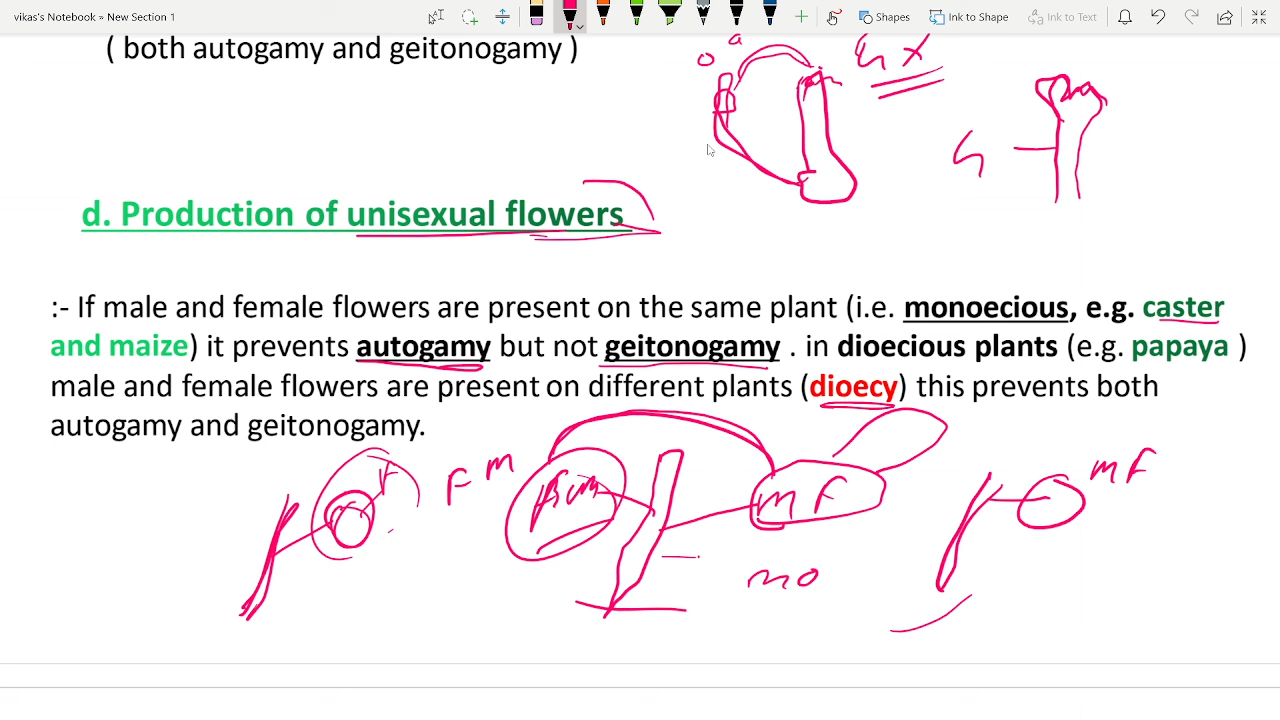 vikas's Notebook » New Section 1
Shapes Ink to Shape Ink to Text
( both autogamy and geitonogamy )
d. Production of unisexual flowers
:- If male and female flowers are present on the same plant (i.e. monoecious, e.g. caster
and maize) it prevents autogamy but not geitonogamy . in dioecious plants (e.g. papaya )
male and female flowers are present on different plants (dioecy) this prevents both
autogamy and geitonogamy.
F M
m F
m F
mo